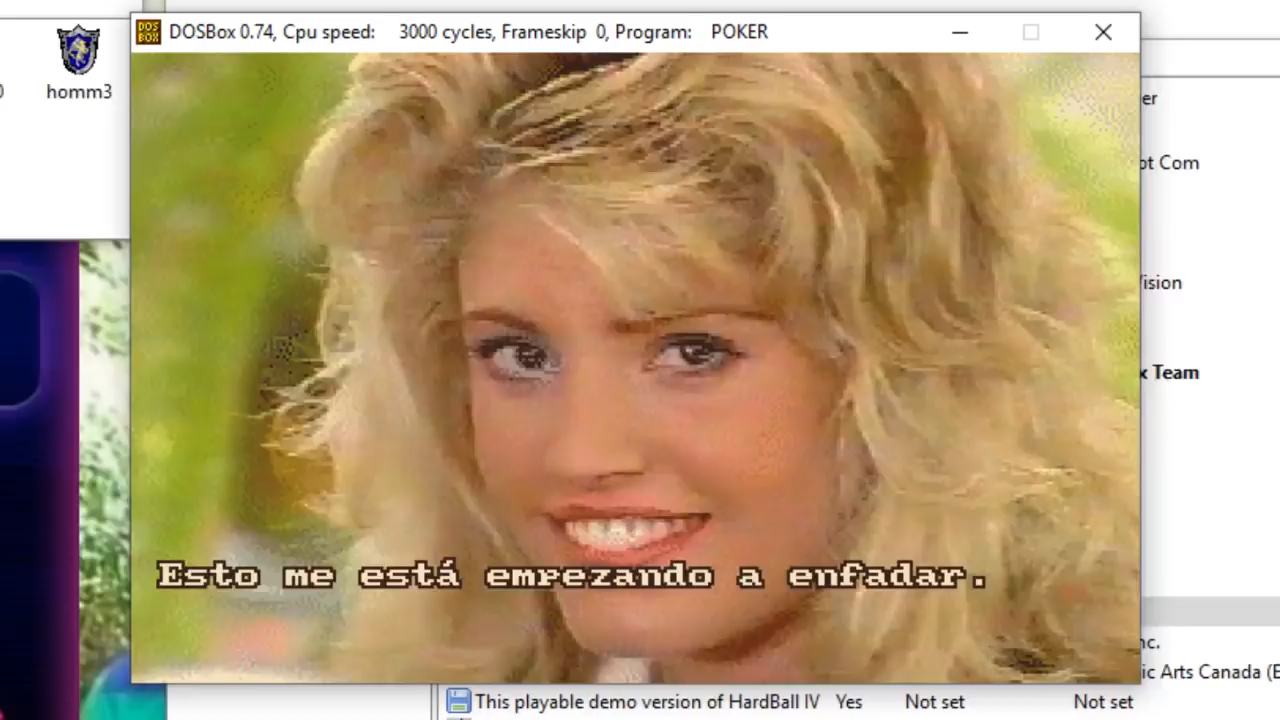 DOSBox 0.74, Cpu speed: 3000 cycles, Frameskip 0, Program: POKER
homm3
er
ot Com
ision
x Team
Esto me está emrezando a enfadar.
nc.
ic Arts Canada (E
This playable demo version of HardBall IV Yes Not set Not set